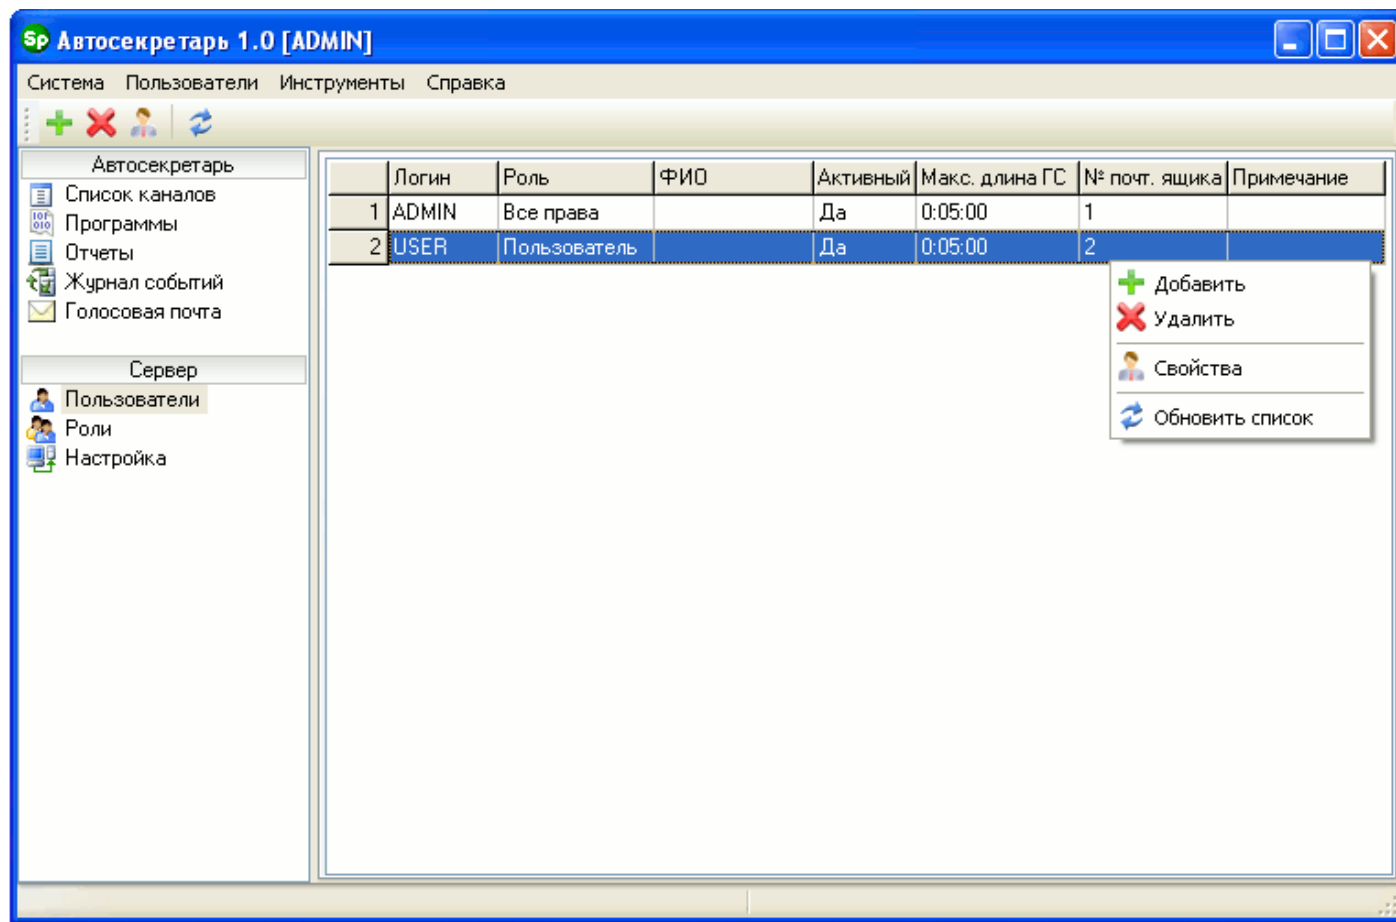 Sp Автосекретарь 1.0 [ADMIN]
Система Пользователи Инструменты Справка
Автосекретарь
Список каналов
Программы
Отчеты
Журнал событий
Голосовая почта
Сервер
Пользователи
Роли
Настройка
Логин Роль ФИО Активный Макс. длина ГС № почт. ящика Примечание
1 ADMIN Все права Да 0:05:00 1
2 USER Пользователь Да 0:05:00 2
Добавить
Удалить
Свойства
Обновить список